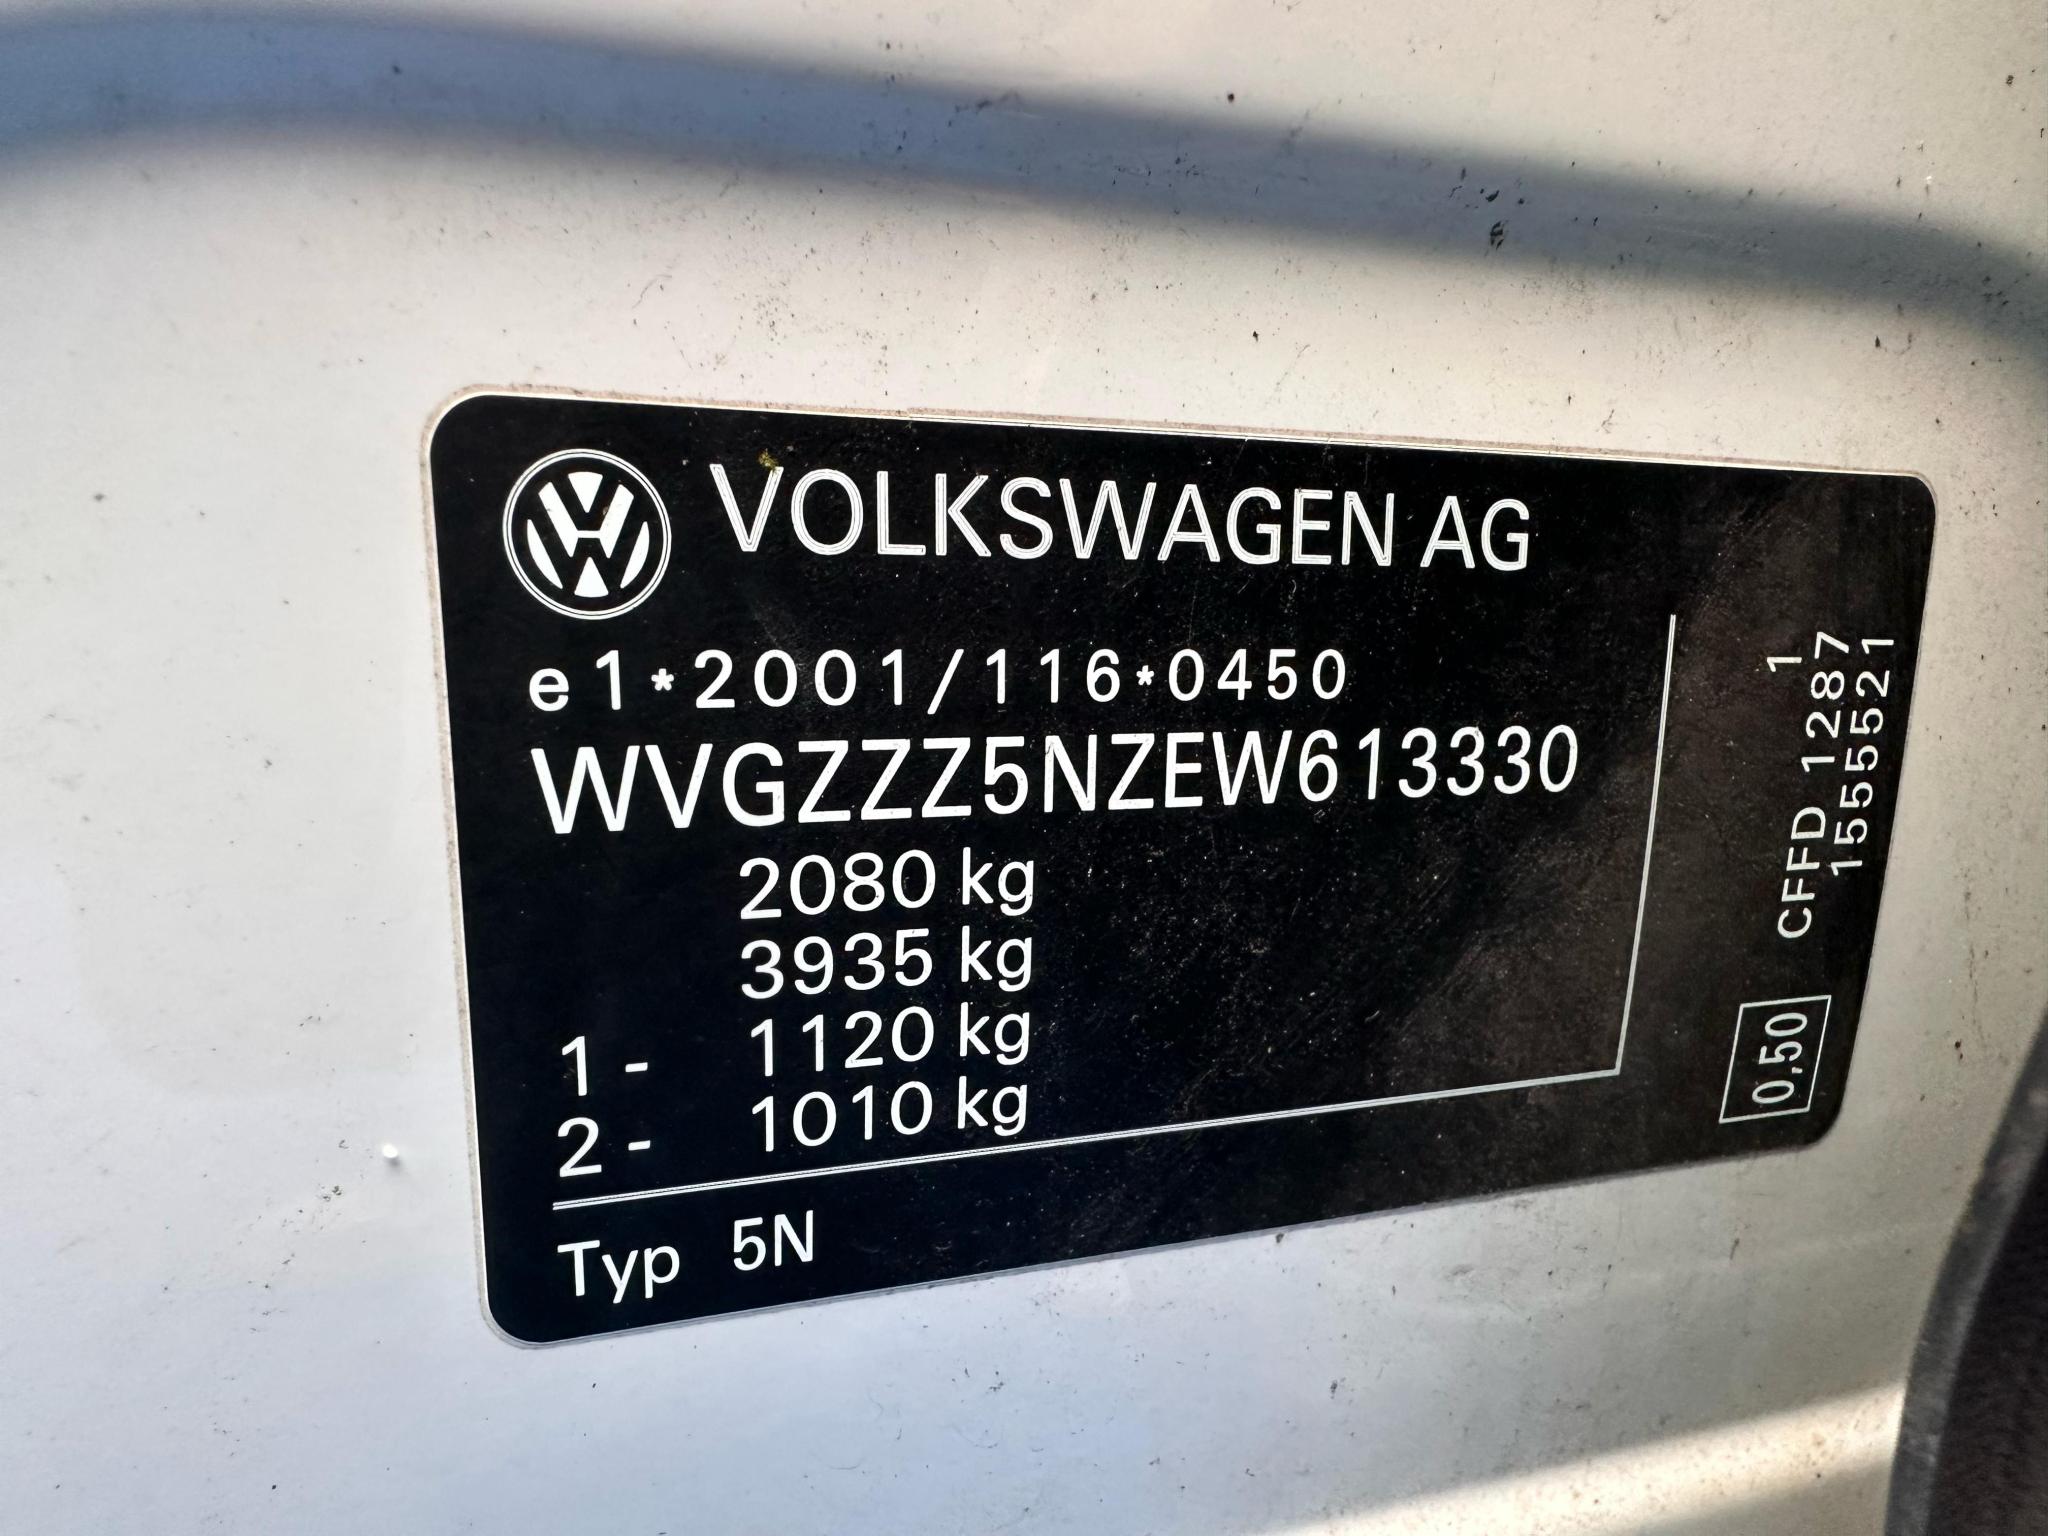 VOLKSWAGEN AG
e1*2001/116*0450
WVGZZZ5NZEW613330
2080 kg
3935 kg
1- 1120 kg
2- 1010 kg
Typ 5N
1
CFFD 1287
155521
0,50